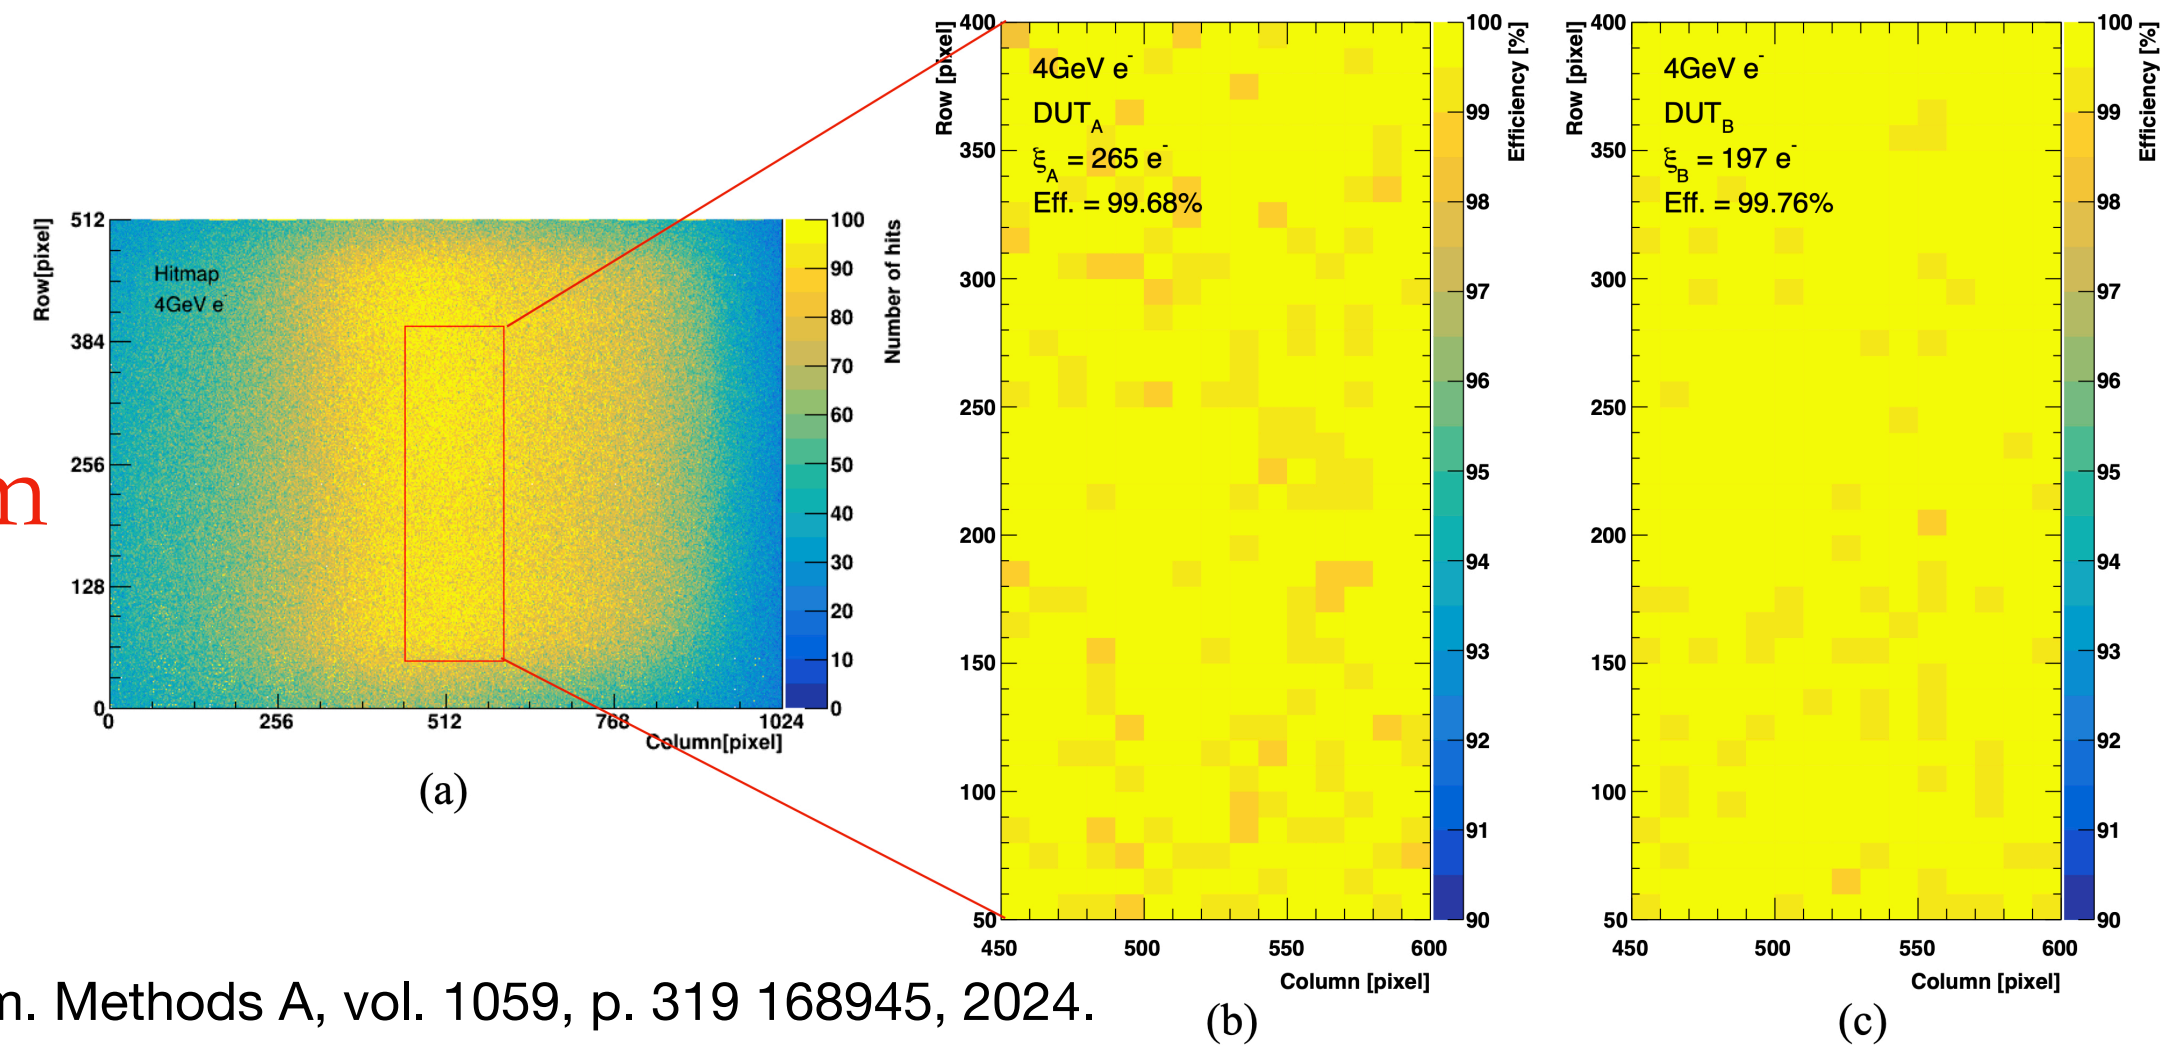 m
Row[pixel]
512
384
256
128
0
Hitmap
4GeV e-
0
256
512
768
1024
Column[pixel]
100
90
80
70
60
50
40
30
20
10
0
Number of hits
(a)
Row [pixel]
400
350
300
250
200
150
100
50
4GeV e-
DUT_A
ξ_A = 265 e-
Eff. = 99.68%
450
500
550
600
Column [pixel]
100
99
98
97
96
95
94
93
92
91
90
Efficiency [%]
(b)
Row [pixel]
400
350
300
250
200
150
100
50
4GeV e-
DUT_B
ξ_B = 197 e-
Eff. = 99.76%
450
500
550
600
Column [pixel]
100
99
98
97
96
95
94
93
92
91
90
Efficiency [%]
(c)
m. Methods A, vol. 1059, p. 319 168945, 2024.